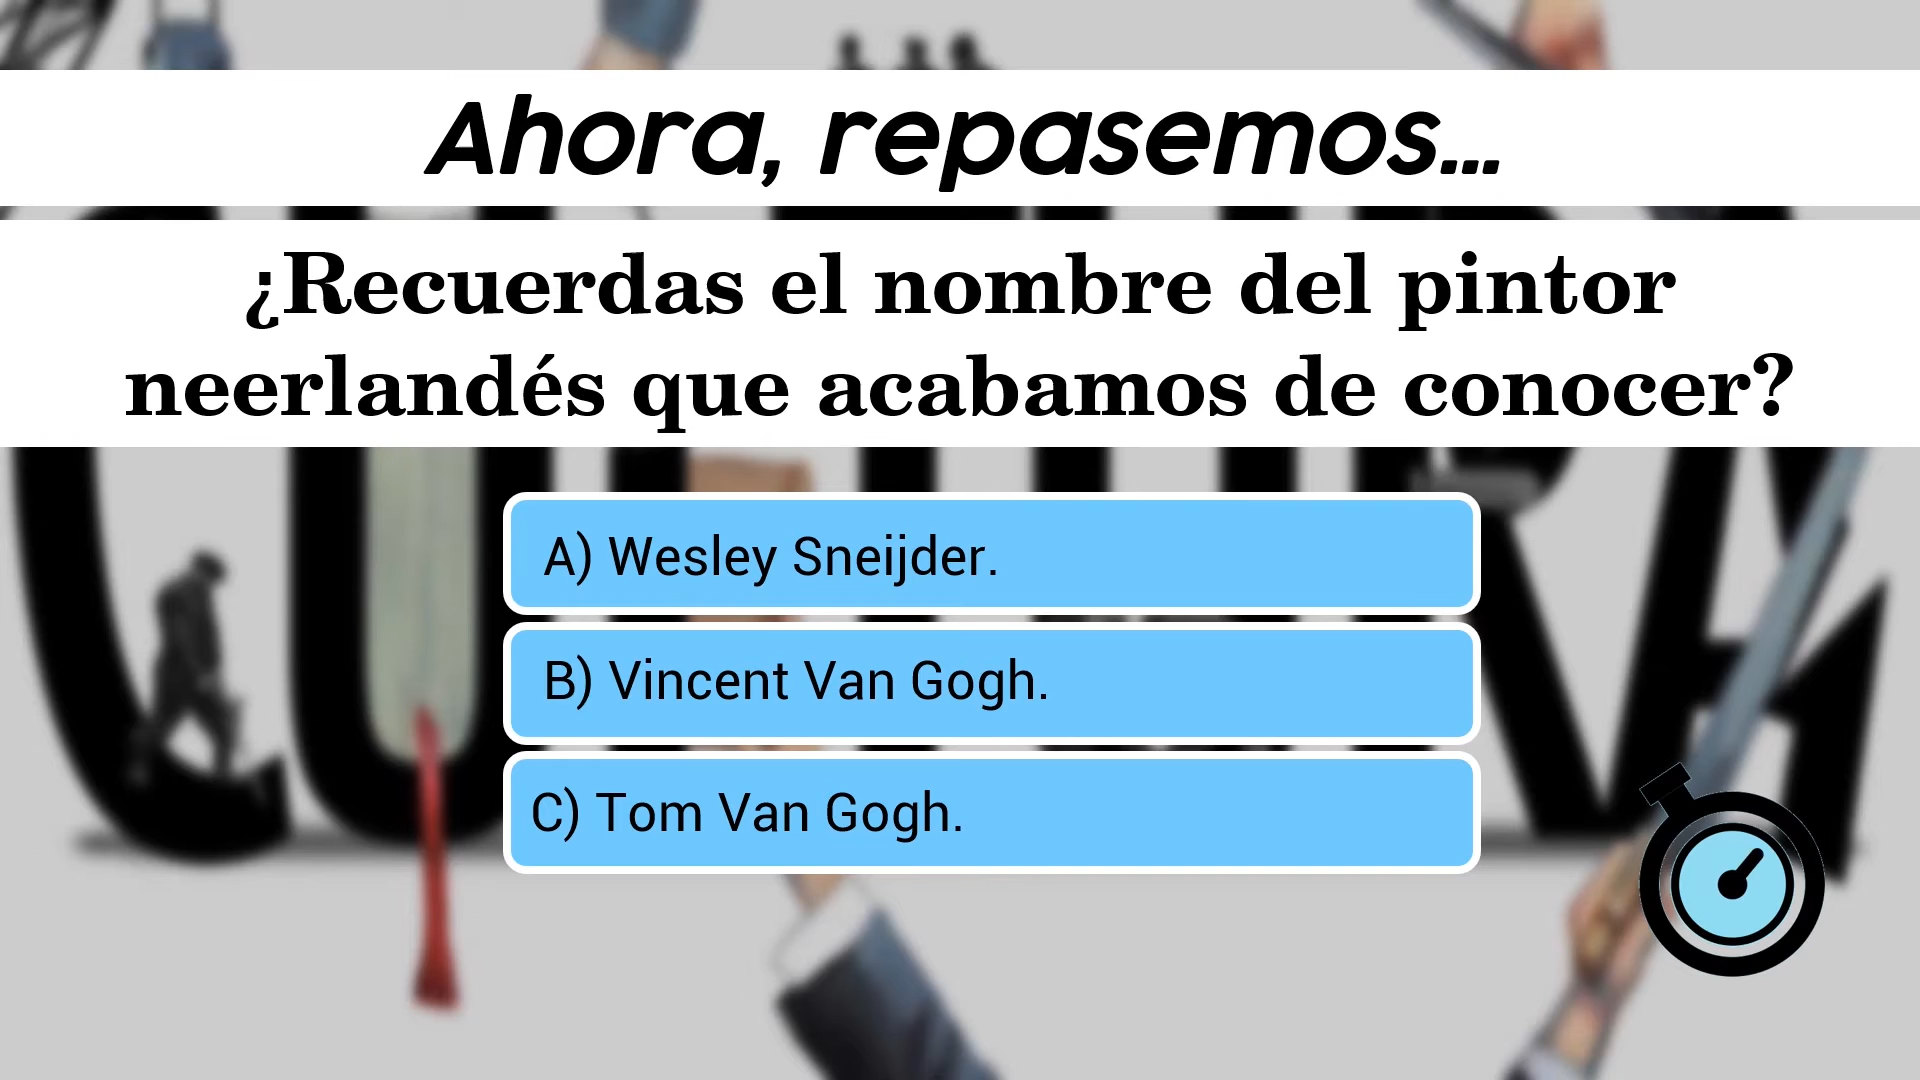 Ahora, repasemos...
¿Recuerdas el nombre del pintor
neerlandés que acabamos de conocer?
A) Wesley Sneijder.
B) Vincent Van Gogh.
C) Tom Van Gogh.